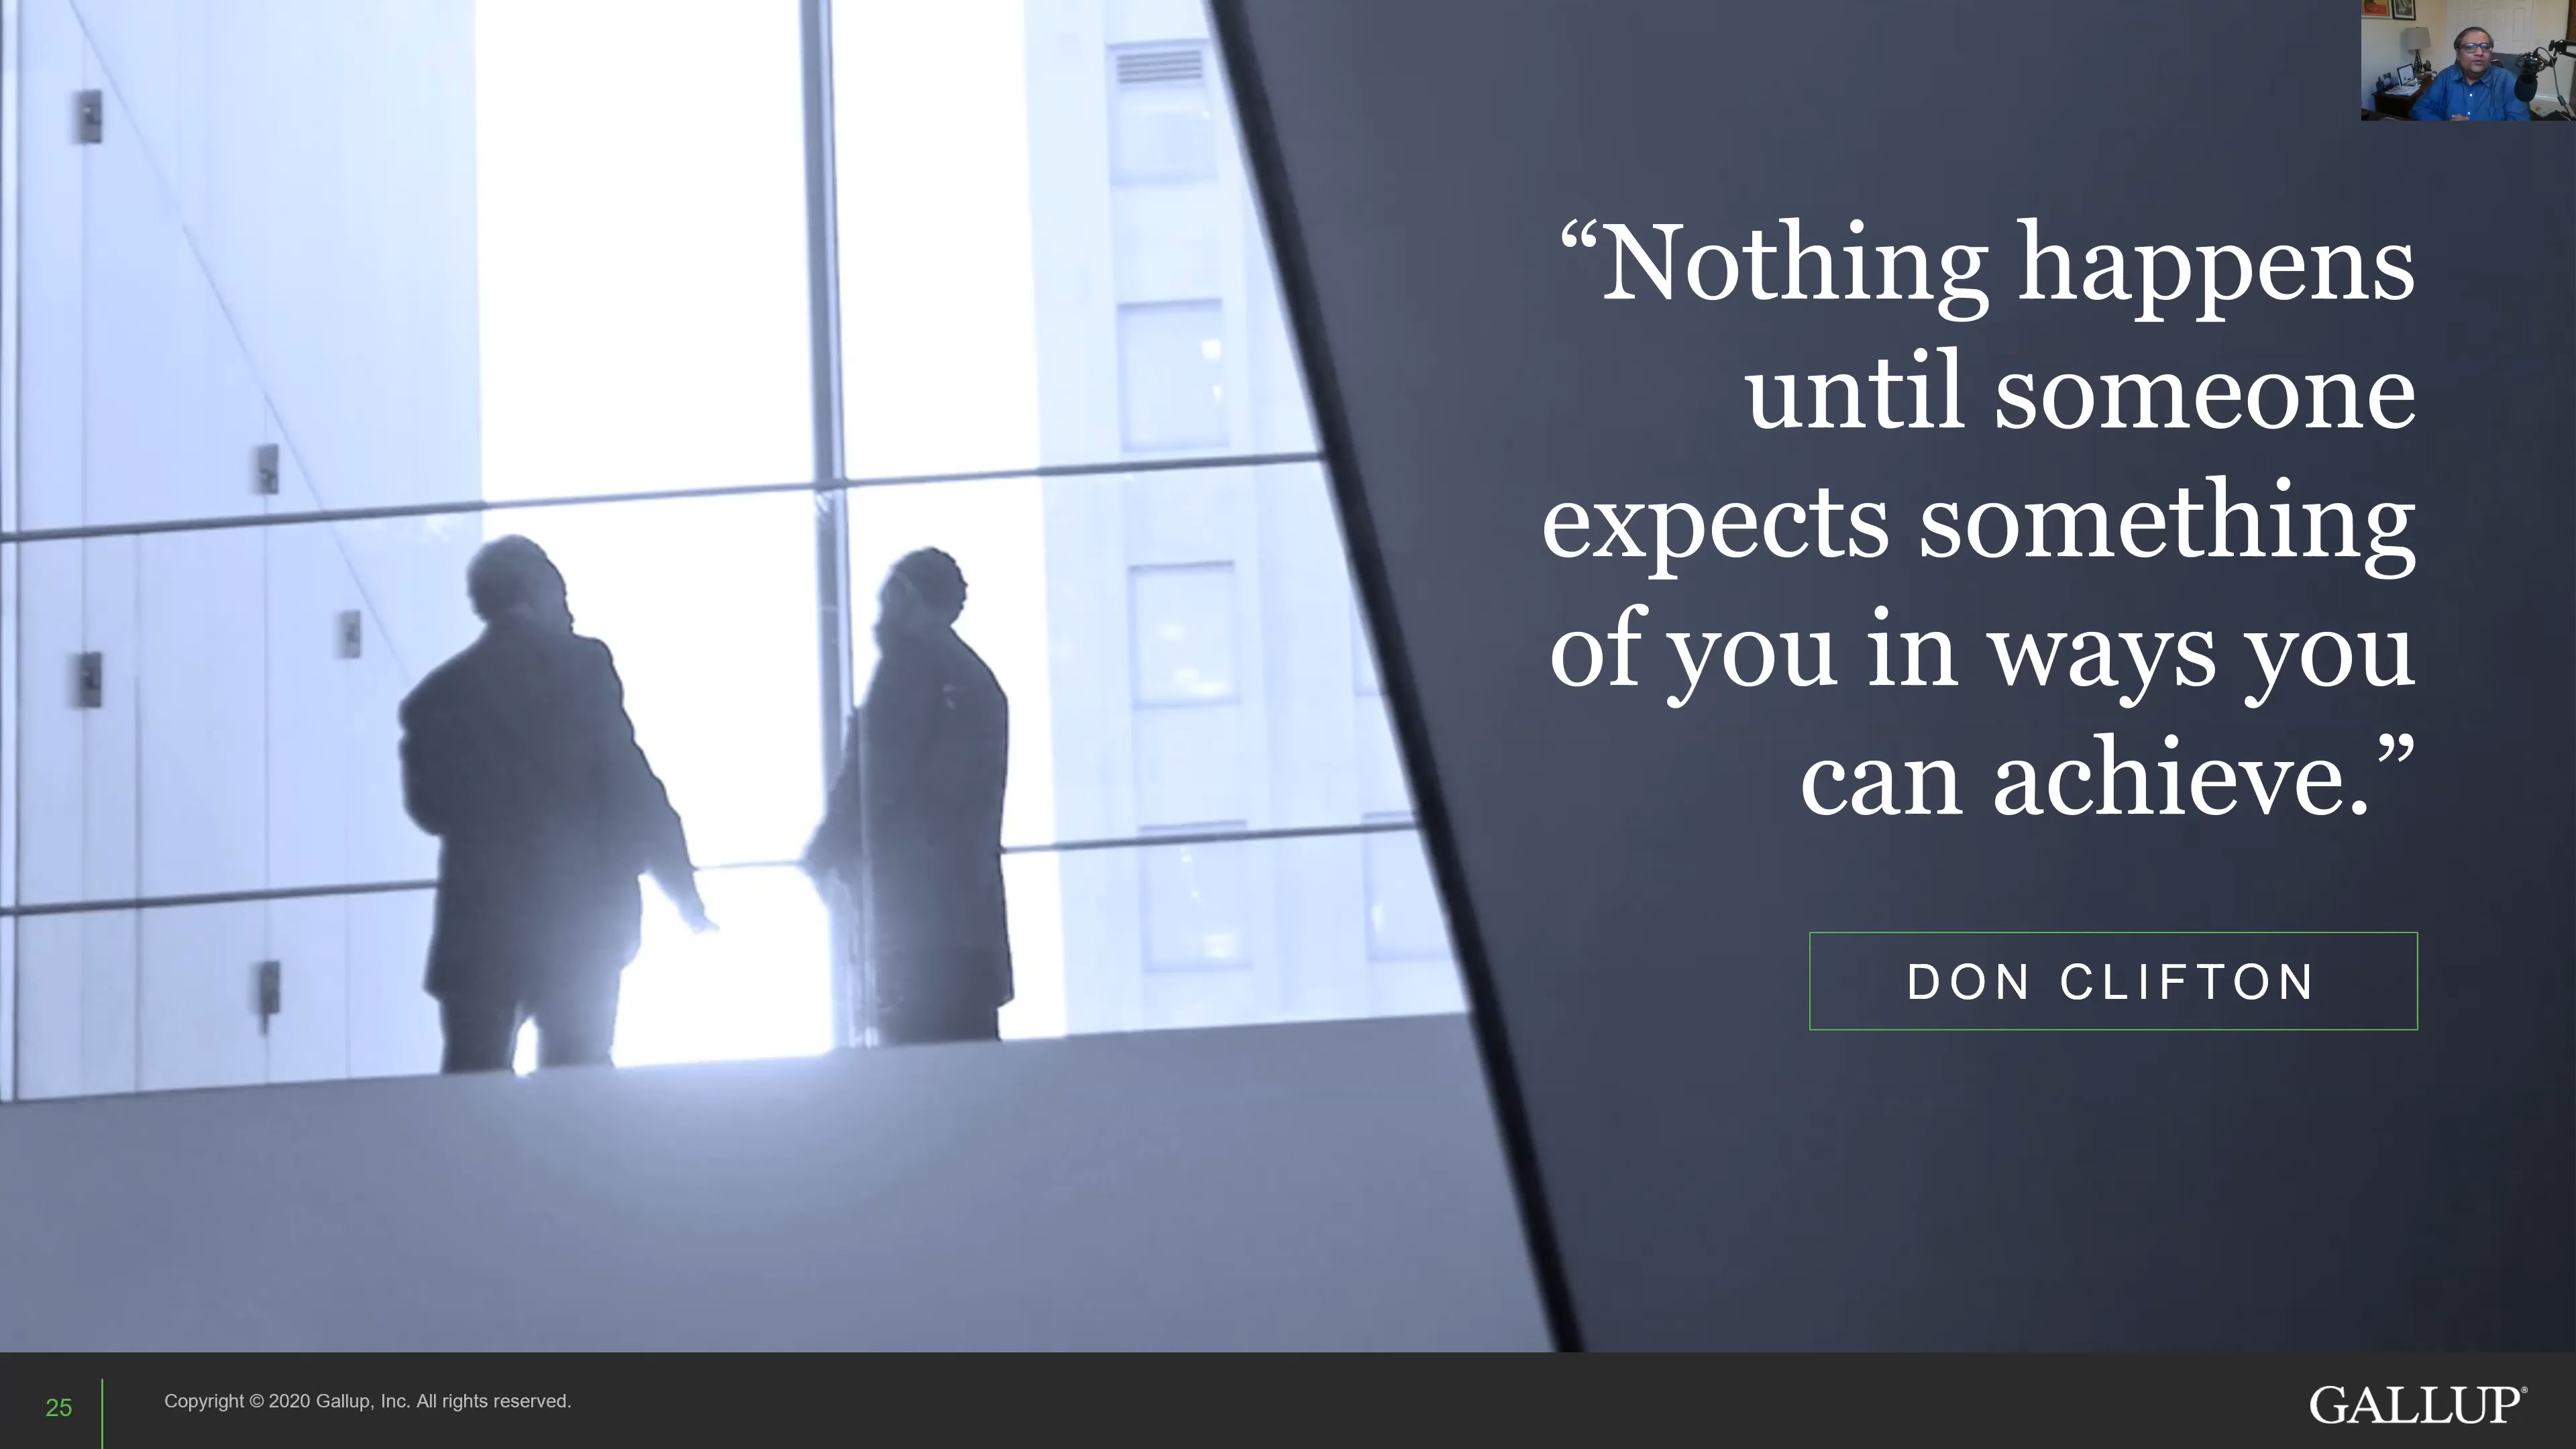 “Nothing happens
until someone
expects something
of you in ways you
can achieve.”
DON CLIFTON
25
Copyright © 2020 Gallup, Inc. All rights reserved.
GALLUP®